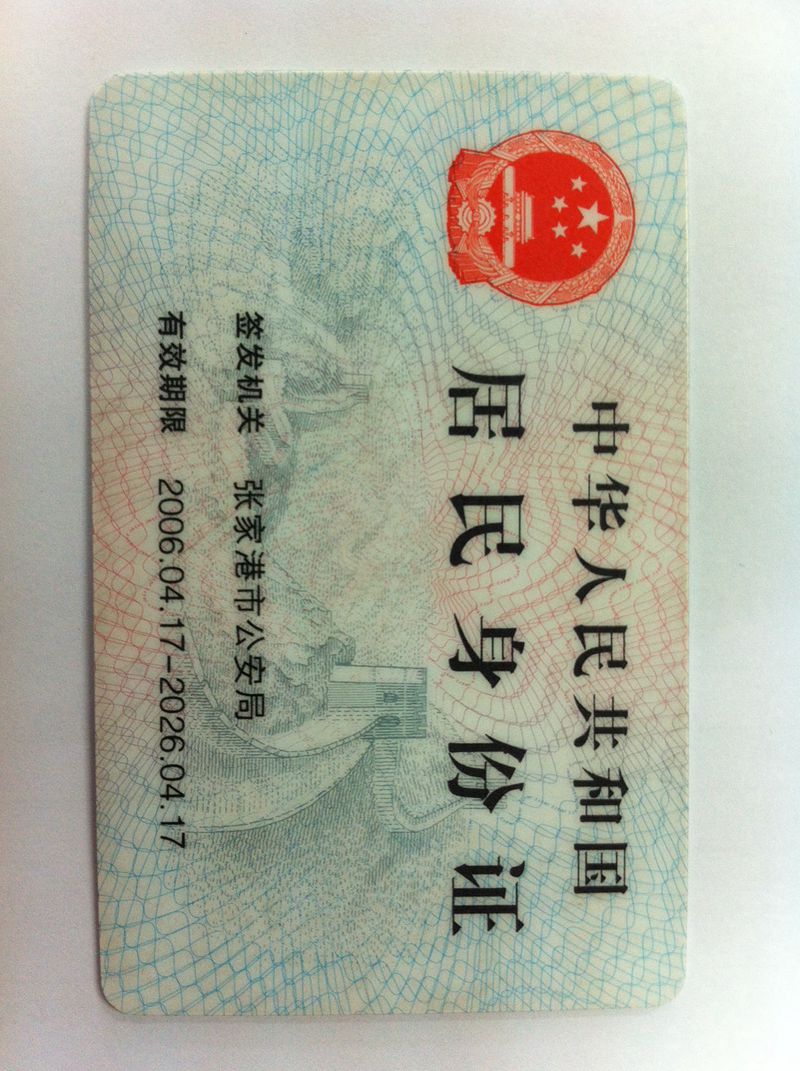 中华人民共和国
居民身份证
签发机关 张家港市公安局
有效期限 2006.04.17-2026.04.17